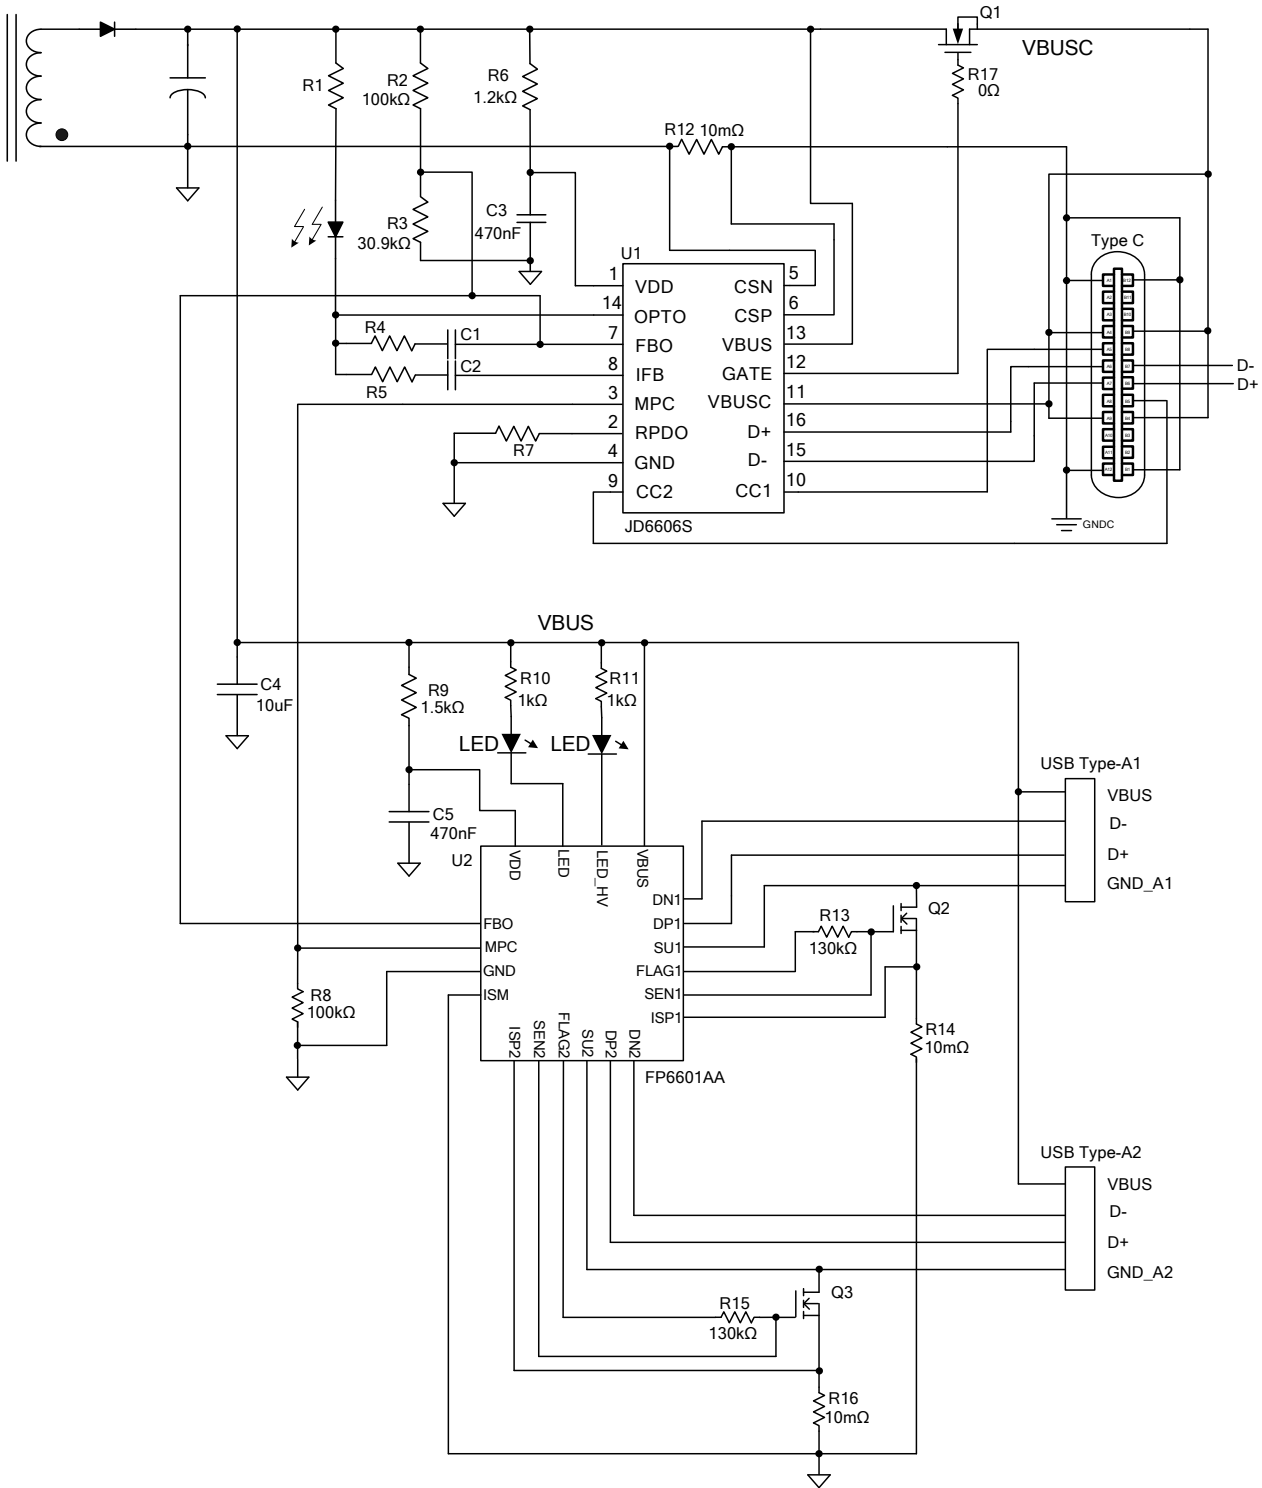 Q1
VBUSC
R17
0Ω
R1
R2
100kΩ
R6
1.2kΩ
R12 10mΩ
R3
30.9kΩ
C3
470nF
Type C
U1
1 VDD
14 OPTO
7 FBO
8 IFB
3 MPC
2 RPDO
4 GND
9 CC2
CSN 5
CSP 6
VBUS 13
GATE 12
VBUSC 11
D+ 16
D- 15
CC1 10
R4
C1
C2
R5
R7
D-
D+
GNDC
JD6606S
VBUS
C4
10uF
R9
1.5kΩ
R10
1kΩ
R11
1kΩ
LED
LED
C5
470nF
U2
VDD
LED
LED_HV
VBUS
FBO
MPC
GND
ISM
DN1
DP1
SU1
FLAG1
SEN1
ISP1
ISP2
SEN2
FLAG2
SU2
DP2
DN2
FP6601AA
R8
100kΩ
R13
130kΩ
Q2
R14
10mΩ
USB Type-A1
VBUS
D-
D+
GND_A1
USB Type-A2
VBUS
D-
D+
GND_A2
R15
130kΩ
Q3
R16
10mΩ